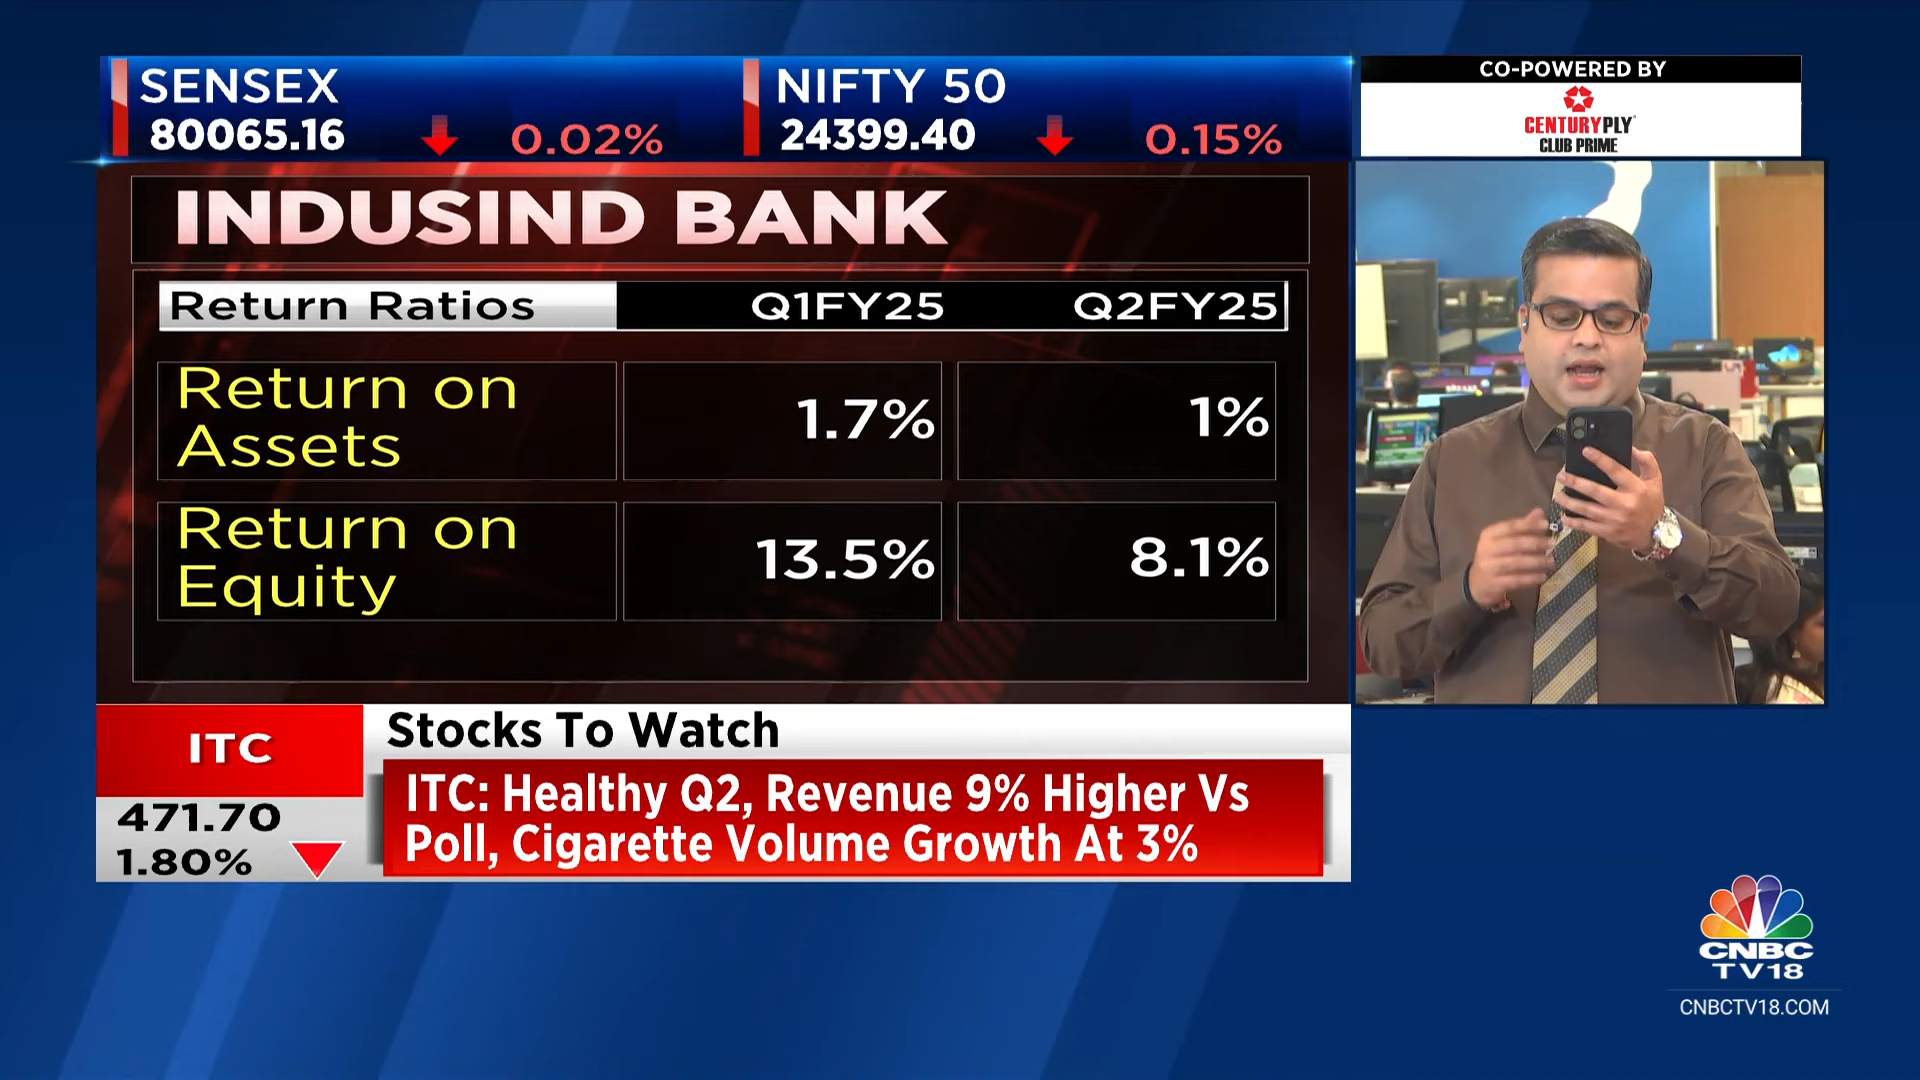 SENSEX
80065.16
0.02%
NIFTY 50
24399.40
0.15%
CO-POWERED BY
CENTURYPLY
CLUB PRIME
INDUSIND BANK
Return Ratios Q1FY25 Q2FY25
Return on
Assets
1.7% 1%
Return on
Equity
13.5% 8.1%
ITC
471.70
1.80%
Stocks To Watch
ITC: Healthy Q2, Revenue 9% Higher Vs
Poll, Cigarette Volume Growth At 3%
CNBC
TV18
CNBCTV18.COM